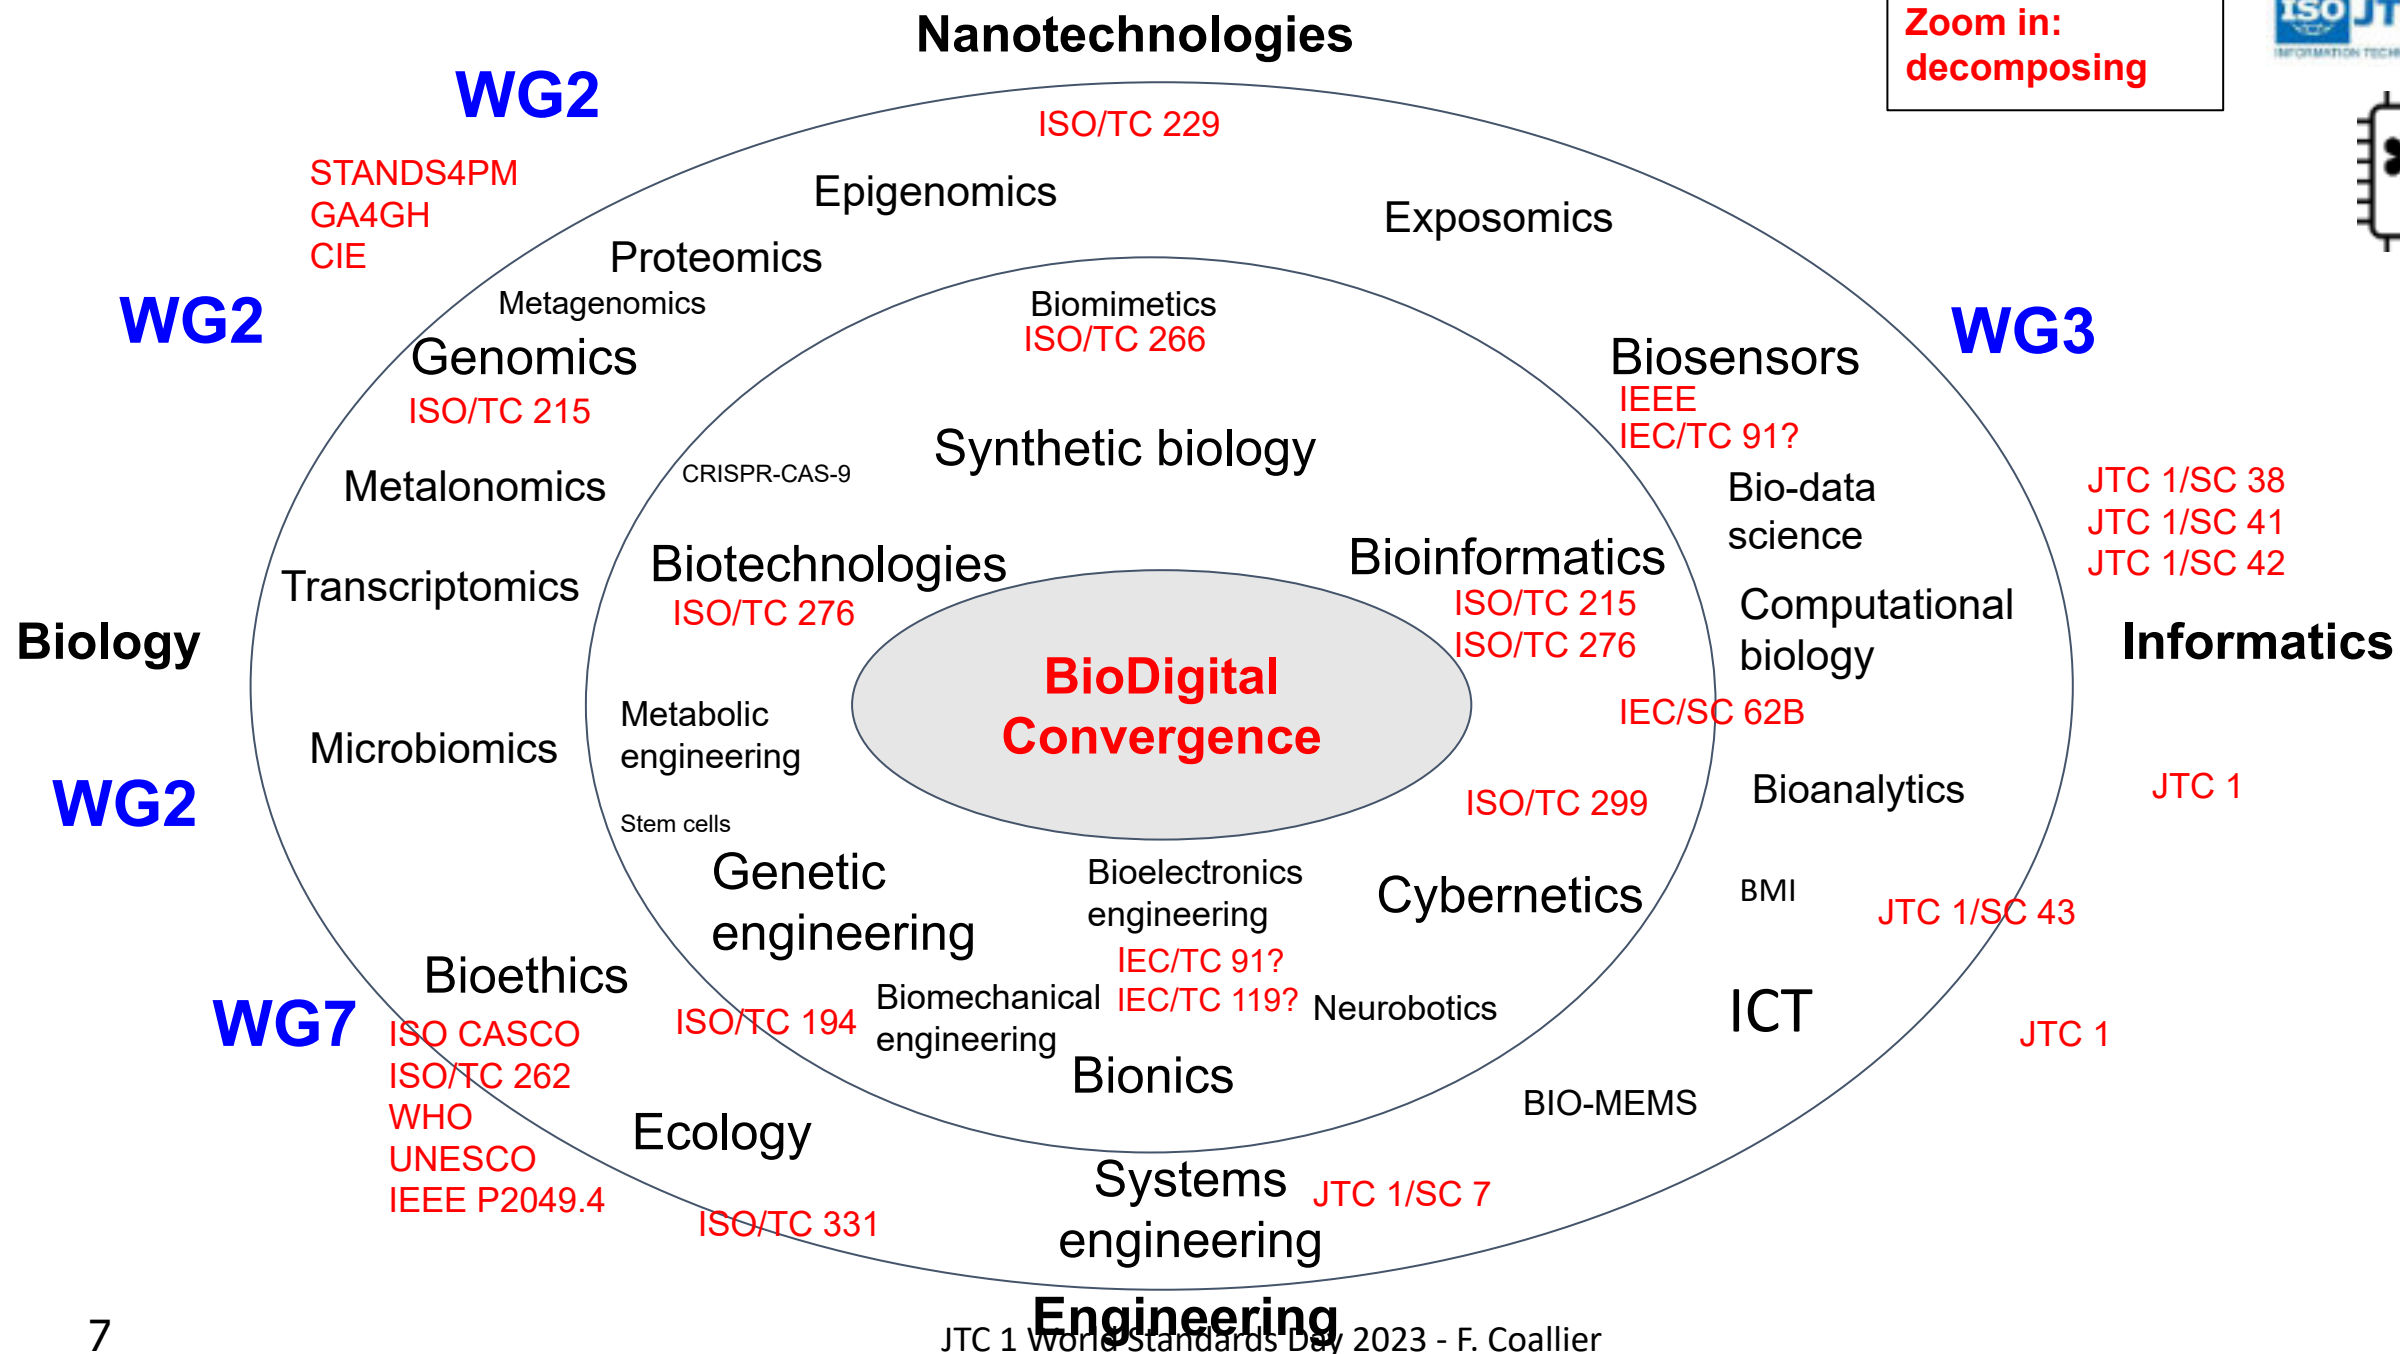 Nanotechnologies
Zoom in:
decomposing
ISO
WG2
ISO/TC 229
STANDS4PM
GA4GH
CIE
Epigenomics
Exposomics
Proteomics
Metagenomics
WG2
Biomimetics
ISO/TC 266
WG3
Genomics
ISO/TC 215
Biosensors
IEEE
IEC/TC 91?
Synthetic biology
Metalonomics
CRISPR-CAS-9
Bio-data
science
JTC 1/SC 38
JTC 1/SC 41
JTC 1/SC 42
Transcriptomics
Biotechnologies
ISO/TC 276
Bioinformatics
ISO/TC 215
ISO/TC 276
Computational
biology
Biology
Informatics
BioDigital
Convergence
IEC/SC 62B
Metabolic
engineering
Microbiomics
WG2
Stem cells
ISO/TC 299
Bioanalytics
JTC 1
Genetic
engineering
Bioelectronics
engineering
IEC/TC 91?
IEC/TC 119?
Cybernetics
BMI
JTC 1/SC 43
Bioethics
WG7
ISO CASCO
ISO/TC 262
WHO
UNESCO
IEEE P2049.4
ISO/TC 194
Biomechanical
engineering
Neurobotics
ICT
JTC 1
Bionics
BIO-MEMS
Ecology
ISO/TC 331
Systems
engineering
JTC 1/SC 7
Engineering
7
JTC 1 World Standards Day 2023 - F. Coallier